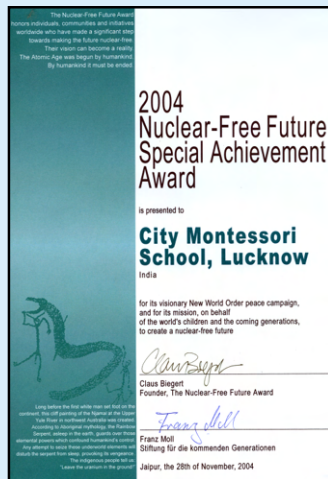 The Nuclear-Free Future Award
honors individuals, communities and initiatives
worldwide who have made a significant step
towards making the future nuclear-free.
Their vision can become a reality.
The Atomic Age was begun by humankind.
By humankind it must be ended.
2004
Nuclear-Free Future
Special Achievement
Award
is presented to
City Montessori
School, Lucknow
India
for its visionary New World Order peace campaign,
and for its mission, on behalf
of the world's children and the coming generations,
to create a nuclear-free future
Claus Biegert
Claus Biegert
Founder, The Nuclear-Free Future Award
Franz Moll
Franz Moll
Stiftung für die kommenden Generationen
Jaipur, the 28th of November, 2004
Long before the first white man set foot on the
continent, this cliff painting of the Namar at the Upper
Yule River in northwest Australia was created.
According to Aboriginal mythology, the Rainbow
Serpent, asleep in the earth, guards over those
elemental powers which confound humankind's control.
Any attempt to seize these underworld elements will
disturb the serpent from sleep, provoking its vengeance.
The indigenous people tell us:
"Leave the uranium in the ground"